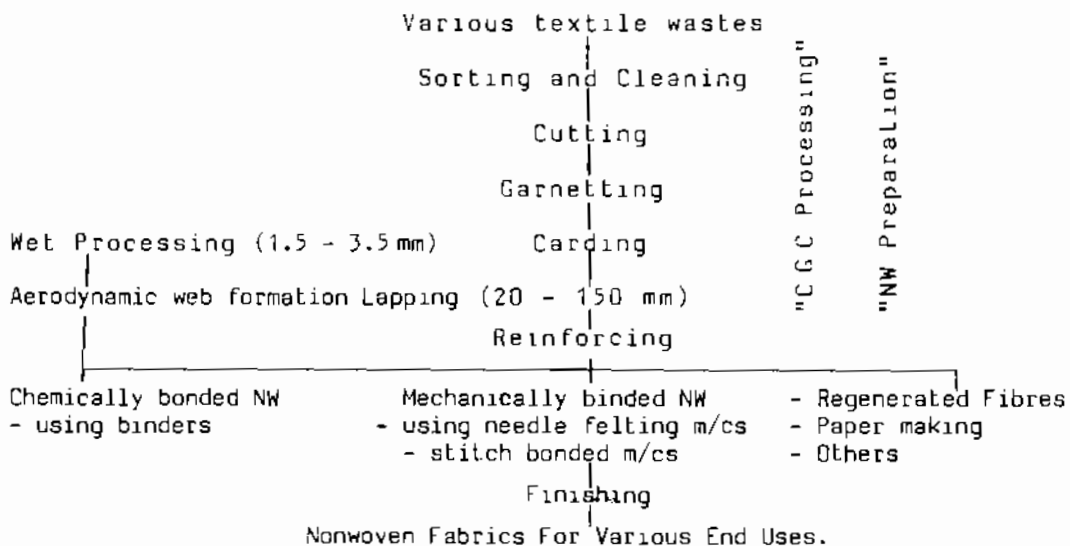 Various textile wastes
Sorting and Cleaning
Cutting
Garnetting
Wet Processing (1.5 - 3.5 mm) Carding
Aerodynamic web formation Lapping (20 - 150 mm)
Reinforcing
"C G C Processing"
"NW Preparation"
Chemically bonded NW
- using binders
Mechanically binded NW
- using needle felting m/cs
- stitch bonded m/cs
- Regenerated Fibres
- Paper making
- Others
Finishing
Nonwoven Fabrics For Various End Uses.